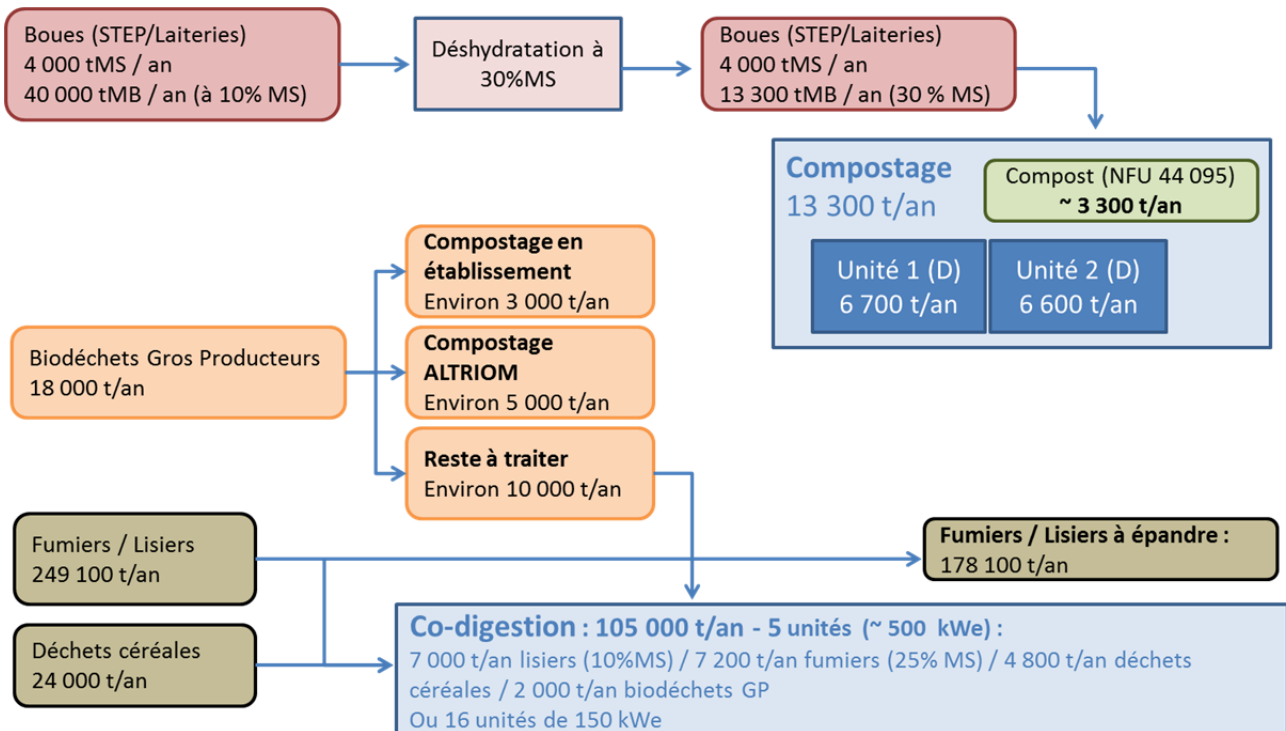 Boues (STEP/Laiteries)
4 000 tMS / an
40 000 tMB / an (à 10% MS)
Déshydratation à
30%MS
Boues (STEP/Laiteries)
4 000 tMS / an
13 300 tMB / an (30 % MS)
Compostage
13 300 t/an
Compost (NFU 44 095)
~ 3 300 t/an
Unité 1 (D)
6 700 t/an
Unité 2 (D)
6 600 t/an
Compostage en
établissement
Environ 3 000 t/an
Biodéchets Gros Producteurs
18 000 t/an
Compostage
ALTRIOM
Environ 5 000 t/an
Reste à traiter
Environ 10 000 t/an
Fumiers / Lisiers
249 100 t/an
Fumiers / Lisiers à épandre :
178 100 t/an
Déchets céréales
24 000 t/an
Co-digestion : 105 000 t/an - 5 unités (~ 500 kWe) :
7 000 t/an lisiers (10%MS) / 7 200 t/an fumiers (25% MS) / 4 800 t/an déchets
céréales / 2 000 t/an biodéchets GP
Ou 16 unités de 150 kWe